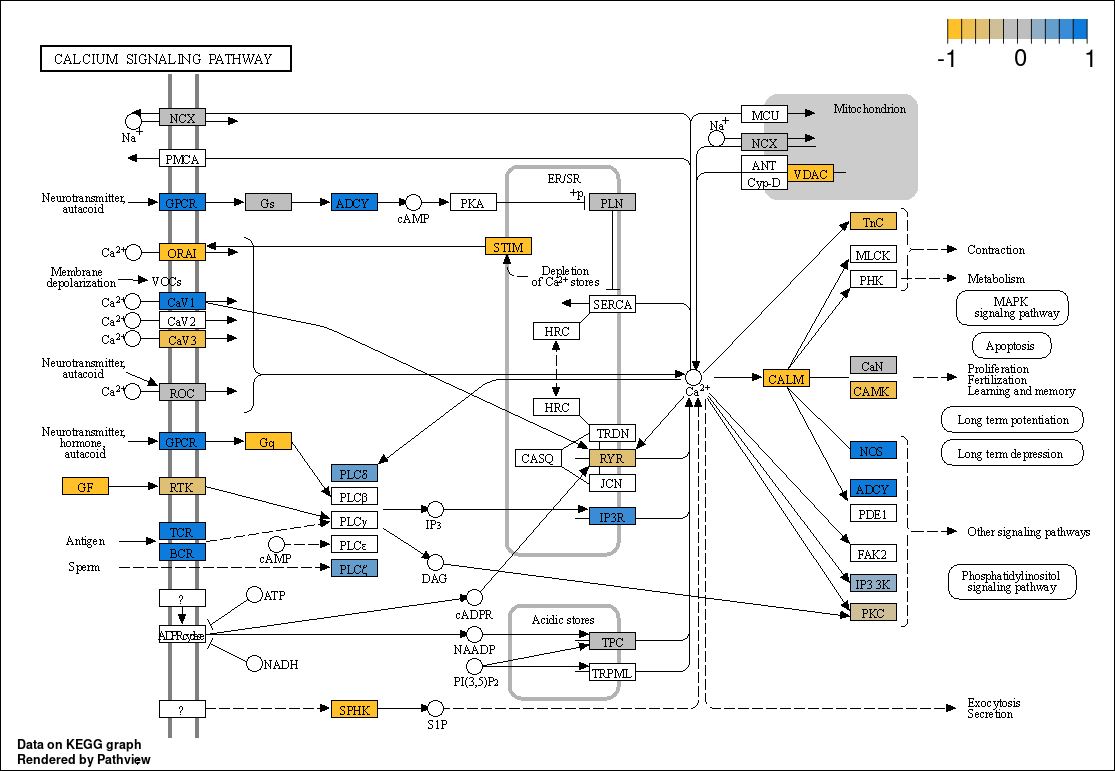 -1 0 1
CALCIUM SIGNALING PATHWAY
Mitochondrion
NCX
Na+
PMCA
MCU
Na+
NCX
ANT
Cyp-D
VDAC
Neurotransmitter,
autacoid
GPCR
Gs
ADCY
cAMP
PKA
ER/SR
+p
PLN
TnC
Contraction
MLCK
PHK
Metabolism
MAPK
signalng pathway
Apoptosis
Ca2+
ORAI
STIM
Depletion
of Ca2+ stores
Membrane
depolarization
VOCs
Ca2+
CaV1
Ca2+
CaV2
Ca2+
CaV3
SERCA
HRC
HRC
Neurotransmitter,
autacoid
Ca2+
ROC
Ca2+
CALM
CaN
CAMK
Proliferation
Fertilization
Learning and memory
Long term potentiation
Long term depression
Neurotransmitter,
hormone,
autacoid
GPCR
Gq
TRDN
CASQ
RYR
JCN
IP3R
GF
RTK
PLCδ
PLCβ
PLCγ
PLCε
PLCζ
IP3
DAG
Antigen
TCR
BCR
cAMP
Sperm
NOS
ADCY
PDE1
FAK2
IP3 3K
PKC
Other signaling pathways
Phosphatidylinositol
signaling pathway
?
ATP
NADH
cADPR
NAADP
PI(3,5)P2
Acidic stores
TPC
TRPML
?
SPHK
S1P
Exocytosis
Secretion
Data on KEGG graph
Rendered by Pathview